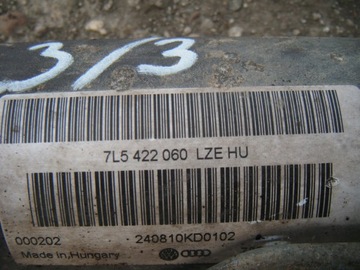 3/3
7L5 422 060 LZE HU
000202 240810KD0102
Made in,Hungary